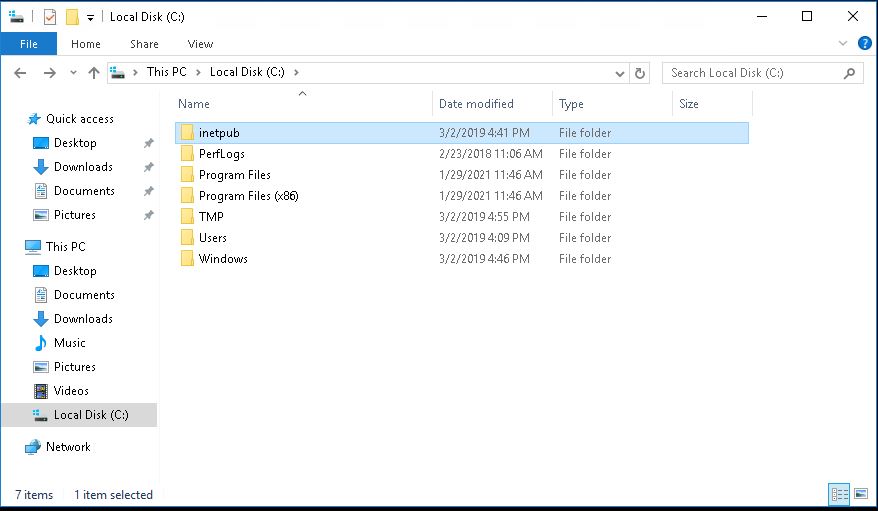 Local Disk (C:)
File Home Share View
This PC Local Disk (C:) Search Local Disk (C:)
Name Date modified Type Size
Quick access
Desktop
Downloads
Documents
Pictures
This PC
Desktop
Documents
Downloads
Music
Pictures
Videos
Local Disk (C:)
Network
inetpub 3/2/2019 4:41 PM File folder
PerfLogs 2/23/2018 11:06 AM File folder
Program Files 1/29/2021 11:46 AM File folder
Program Files (x86) 1/29/2021 11:46 AM File folder
TMP 3/2/2019 4:55 PM File folder
Users 3/2/2019 4:09 PM File folder
Windows 3/2/2019 4:46 PM File folder
7 items 1 item selected